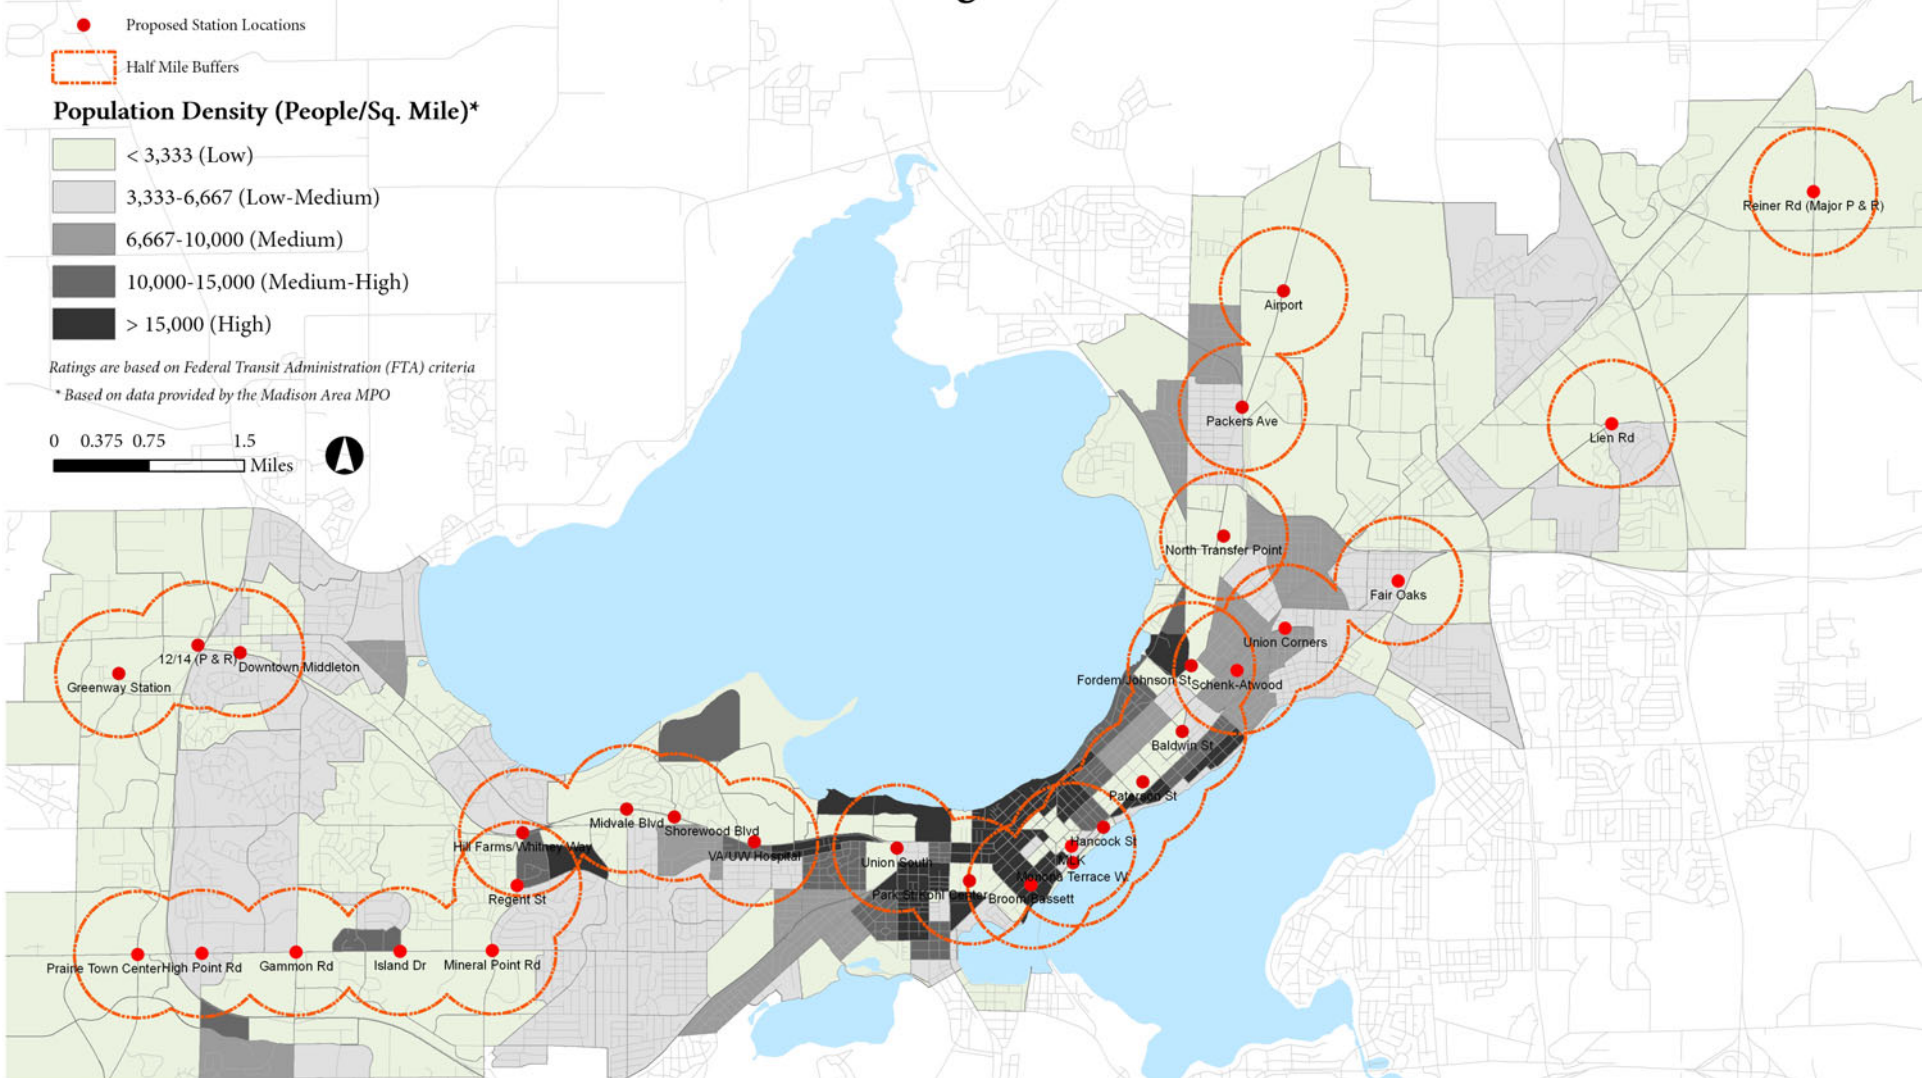 Proposed Station Locations
Half Mile Buffers
Population Density (People/Sq. Mile)*
< 3,333 (Low)
3,333-6,667 (Low-Medium)
6,667-10,000 (Medium)
10,000-15,000 (Medium-High)
> 15,000 (High)
Ratings are based on Federal Transit Administration (FTA) criteria
* Based on data provided by the Madison Area MPO
0 0.375 0.75 1.5
Miles
Reiner Rd (Major P & R)
Airport
Packers Ave
Lien Rd
North Transfer Point
Fair Oaks
Union Corners
12/14 (P & R)
Downtown Middleton
Greenway Station
Fordem/Johnson St
Schenk-Atwood
Baldwin St
Paterson St
Midvale Blvd
Shorewood Blvd
Hill Farms/Whitney Way
VA/UW Hospital
Union South
Hancock St
MLK
Monona Terrace W.
Park St/Kohl Center
Broom/Bassett
Regent St
Prairie Town Center
High Point Rd
Gammon Rd
Island Dr
Mineral Point Rd